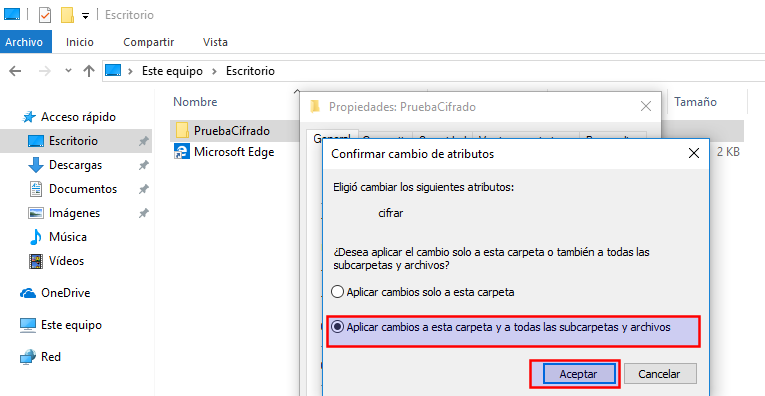 Escritorio
Archivo Inicio Compartir Vista
Este equipo Escritorio
Nombre Tamaño
Acceso rápido
Escritorio
Descargas
Documentos
Imágenes
Música
Vídeos
OneDrive
Este equipo
Red
PruebaCifrado
Microsoft Edge 2 KB
Propiedades: PruebaCifrado
General
Confirmar cambio de atributos
Eligió cambiar los siguientes atributos:
cifrar
¿Desea aplicar el cambio solo a esta carpeta o también a todas las
subcarpetas y archivos?
Aplicar cambios solo a esta carpeta
Aplicar cambios a esta carpeta y a todas las subcarpetas y archivos
Aceptar Cancelar